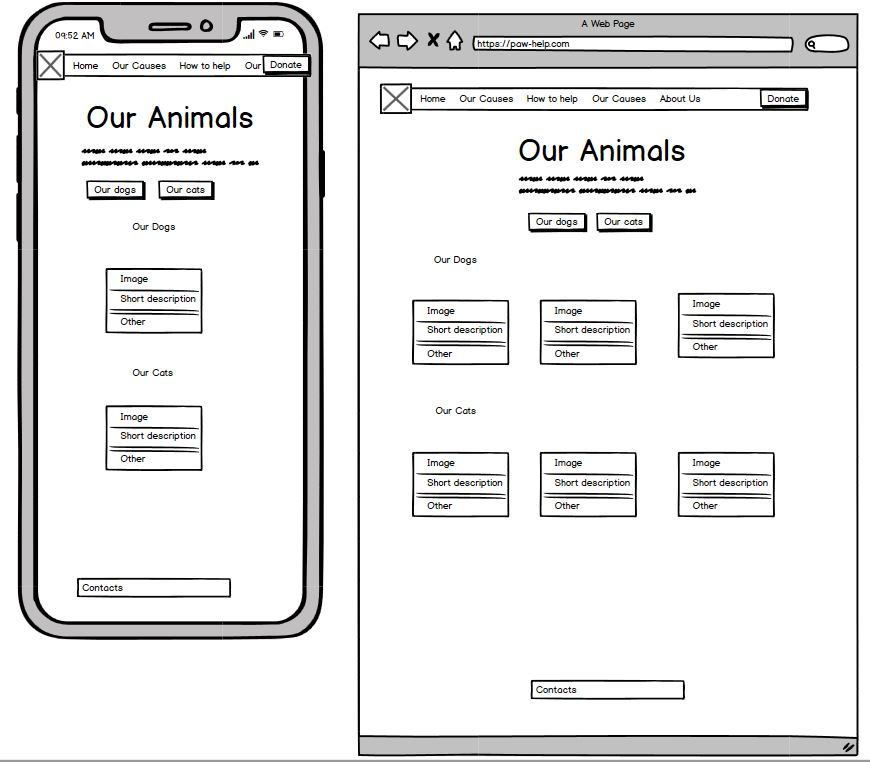 09:52 AM
Home Our Causes How to help Our Donate
Our Animals
Our dogs Our cats
Our Dogs
Image
Short description
Other
Our Cats
Image
Short description
Other
Contacts
A Web Page
https://paw-help.com
Home Our Causes How to help Our Causes About Us Donate
Our Animals
Our dogs Our cats
Our Dogs
Image Image Image
Short description Short description Short description
Other Other Other
Our Cats
Image Image Image
Short description Short description Short description
Other Other Other
Contacts